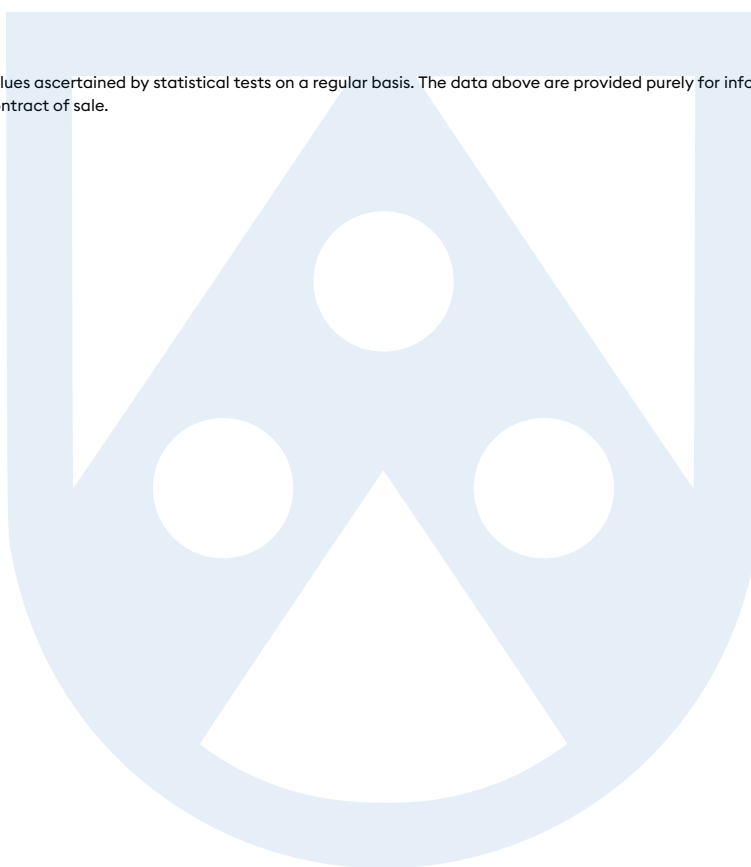 lues ascertained by statistical tests on a regular basis. The data above are provided purely for info
ntract of sale.